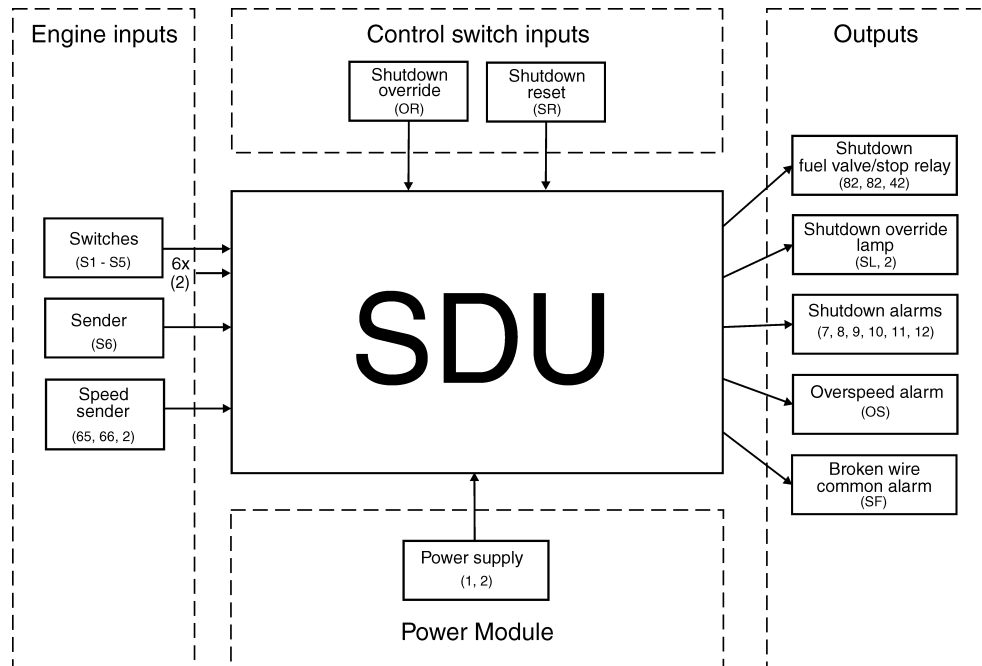 Engine inputs
Control switch inputs
Outputs
Shutdown
override
(OR)
Shutdown
reset
(SR)
Shutdown
fuel valve/stop relay
(82, 82, 42)
Switches
(S1 - S5)
6x
(2)
Shutdown override
lamp
(SL, 2)
Sender
(S6)
SDU
Shutdown alarms
(7, 8, 9, 10, 11, 12)
Speed
sender
(65, 66, 2)
Overspeed alarm
(OS)
Broken wire
common alarm
(SF)
Power supply
(1, 2)
Power Module